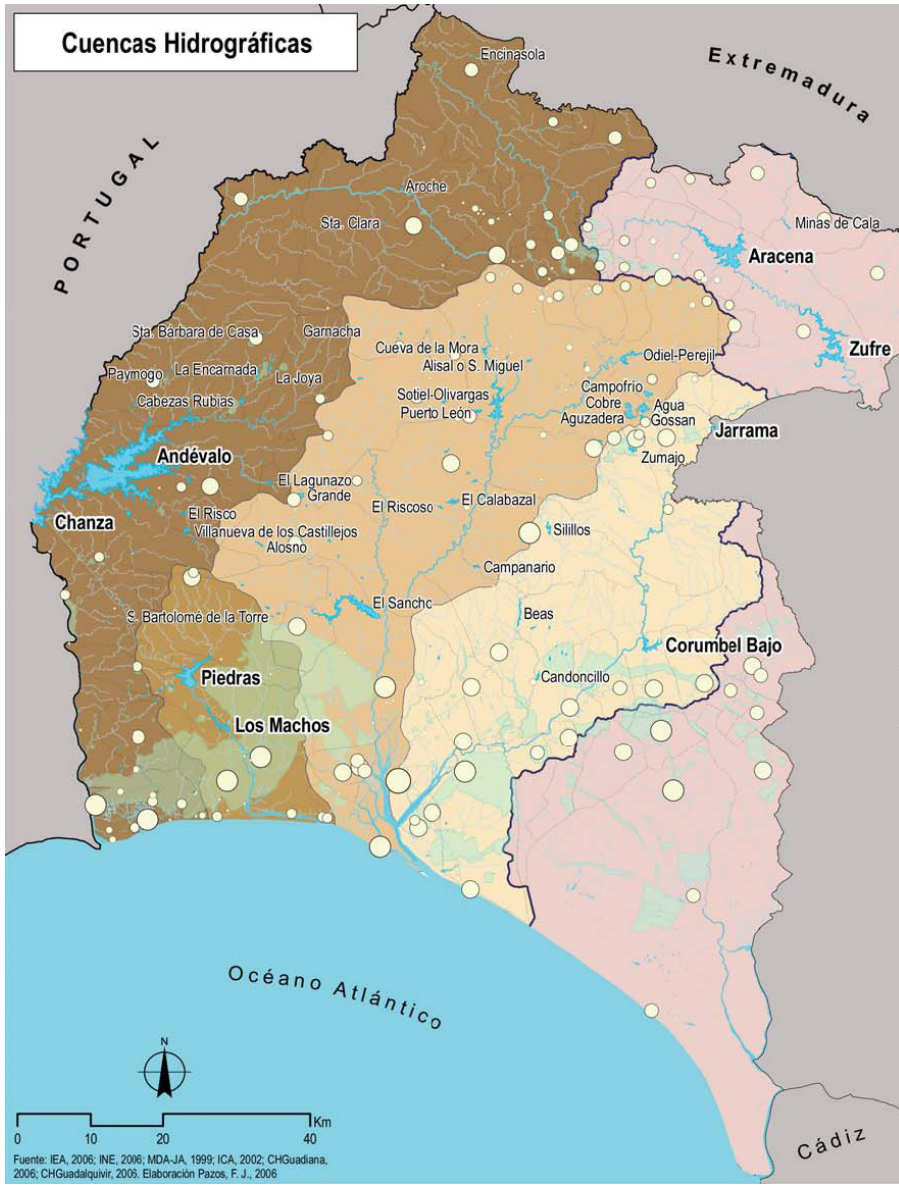 Cuencas Hidrográficas
Encinasola
Extremadura
PORTUGAL
Aroche
Sta. Clara
Minas de Cala
Aracena
Zufre
Sta. Bárbara de Casa
Garnacha
Cueva de la Mora
Alisal o S. Miguel
Odiel-Perejil
Paymogo
La Encarnada
La Joya
Sotiel-Olivargas
Puerto León
Campofrío
Cobre
Aguzadera
Agua
Gossan
Jarrama
Zumajo
Cabezas Rubias
Andévalo
Chanza
El Lagunazo
Grande
El Risco
Villanueva de los Castillejos
Alosno
El Riscoso
El Calabazal
Silillos
Campanario
El Sancho
Beas
S. Bartolomé de la Torre
Corumbel Bajo
Candoncillo
Piedras
Los Machos
Océano Atlántico
N
Km
0 10 20 40
Cádiz
Fuente: IEA, 2006; INE, 2006; MDA-JA, 1999; ICA, 2002; CHGuadiana,
2006; CHGuadalquivir, 2006. Elaboración Pazos, F. J., 2006